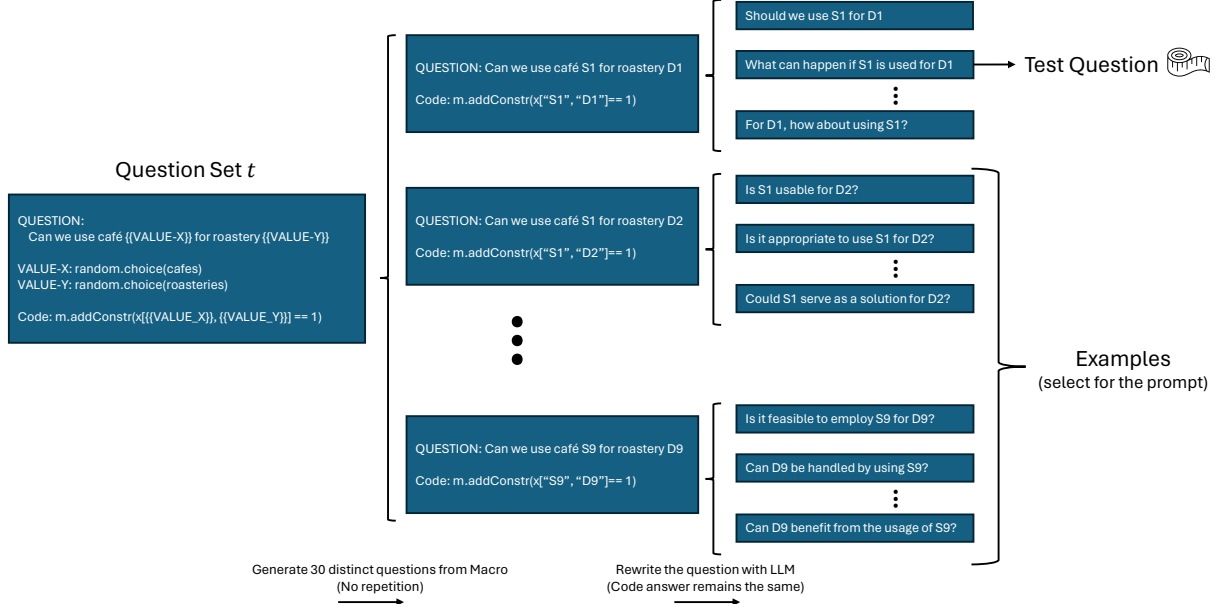 Question Set t
QUESTION:
Can we use café {{VALUE-X}} for roastery {{VALUE-Y}}
VALUE-X: random.choice(cafes)
VALUE-Y: random.choice(roasteries)
Code: m.addConstr(x[{{VALUE_X}}, {{VALUE_Y}}] == 1)
QUESTION: Can we use café S1 for roastery D1
Code: m.addConstr(x["S1", "D1"]== 1)
QUESTION: Can we use café S1 for roastery D2
Code: m.addConstr(x["S1", "D2"]== 1)
QUESTION: Can we use café S9 for roastery D9
Code: m.addConstr(x["S9", "D9"]== 1)
Should we use S1 for D1
What can happen if S1 is used for D1
For D1, how about using S1?
Test Question
Is S1 usable for D2?
Is it appropriate to use S1 for D2?
Could S1 serve as a solution for D2?
Is it feasible to employ S9 for D9?
Can D9 be handled by using S9?
Can D9 benefit from the usage of S9?
Examples
(select for the prompt)
Generate 30 distinct questions from Macro
(No repetition)
Rewrite the question with LLM
(Code answer remains the same)